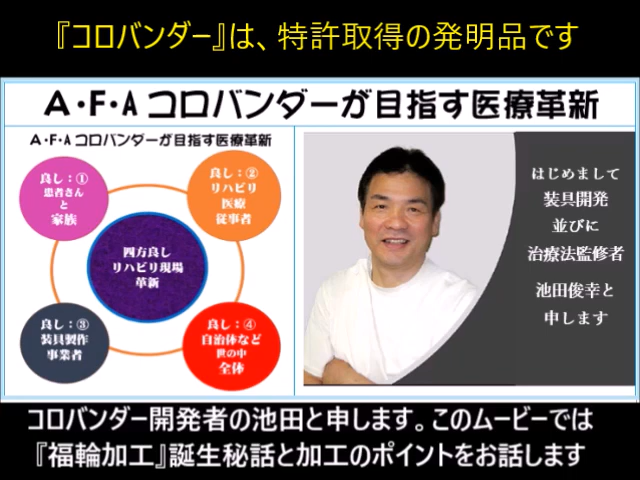 『コロバンダー』は、特許取得の発明品です
A・F・A コロバンダーが目指す医療革新
A・F・A コロバンダーが目指す医療革新
良し：①
患者さん
と
家族
良し：②
リハビリ
医療
従事者
四方良し
リハビリ現場
革新
良し：③
装具製作
事業者
良し：④
自治体など
世の中
全体
はじめまして
装具開発
並びに
治療法監修者
池田俊幸と
申します
コロバンダー開発者の池田と申します。このムービーでは
『福輪加工』誕生秘話と加工のポイントをお話します